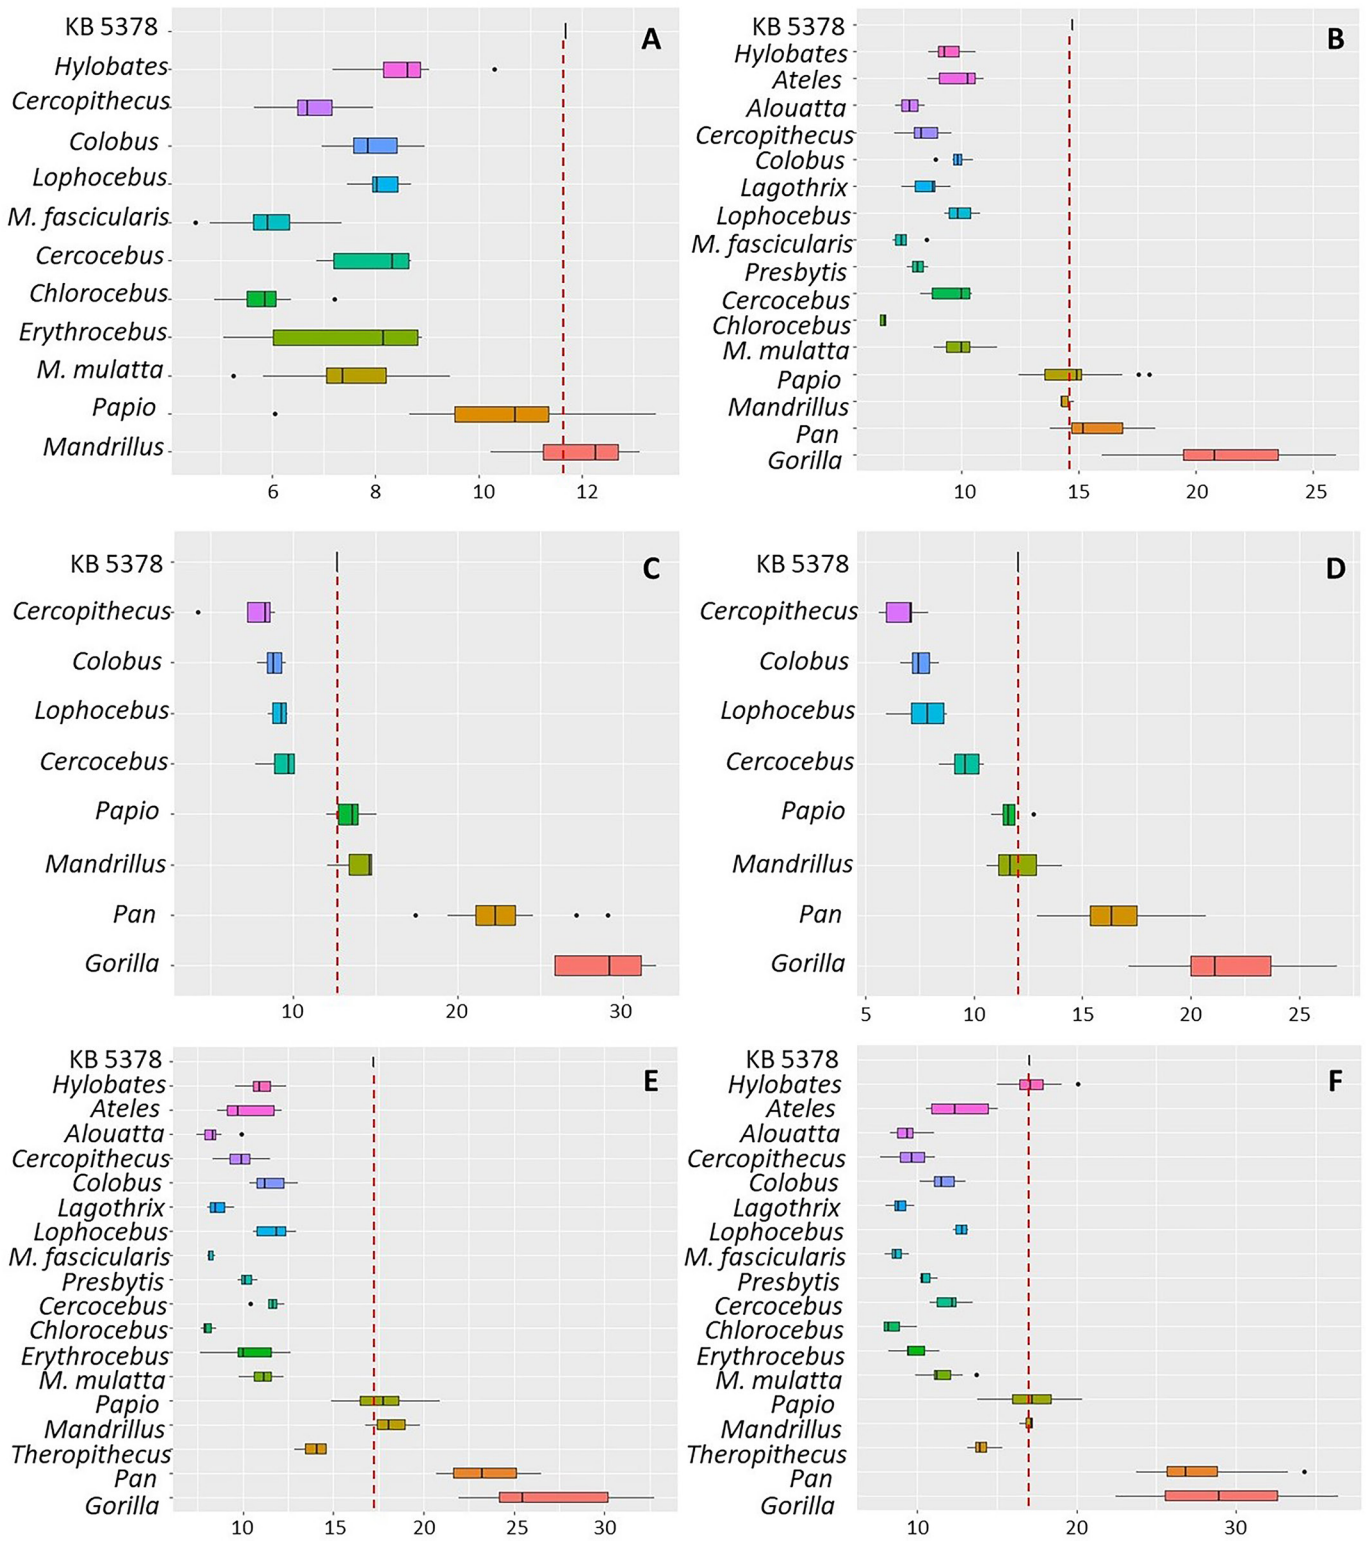 KB 5378
A
Hylobates
Cercopithecus
Colobus
Lophocebus
M. fascicularis
Cercocebus
Chlorocebus
Erythrocebus
M. mulatta
Papio
Mandrillus
6 8 10 12
KB 5378
B
Hylobates
Ateles
Alouatta
Cercopithecus
Colobus
Lagothrix
Lophocebus
M. fascicularis
Presbytis
Cercocebus
Chlorocebus
M. mulatta
Papio
Mandrillus
Pan
Gorilla
10 15 20 25
KB 5378
C
Cercopithecus
Colobus
Lophocebus
Cercocebus
Papio
Mandrillus
Pan
Gorilla
10 20 30
KB 5378
D
Cercopithecus
Colobus
Lophocebus
Cercocebus
Papio
Mandrillus
Pan
Gorilla
5 10 15 20 25
KB 5378
E
Hylobates
Ateles
Alouatta
Cercopithecus
Colobus
Lagothrix
Lophocebus
M. fascicularis
Presbytis
Cercocebus
Chlorocebus
Erythrocebus
M. mulatta
Papio
Mandrillus
Theropithecus
Pan
Gorilla
10 15 20 25 30
KB 5378
F
Hylobates
Ateles
Alouatta
Cercopithecus
Colobus
Lagothrix
Lophocebus
M. fascicularis
Presbytis
Cercocebus
Chlorocebus
Erythrocebus
M. mulatta
Papio
Mandrillus
Theropithecus
Pan
Gorilla
10 20 30